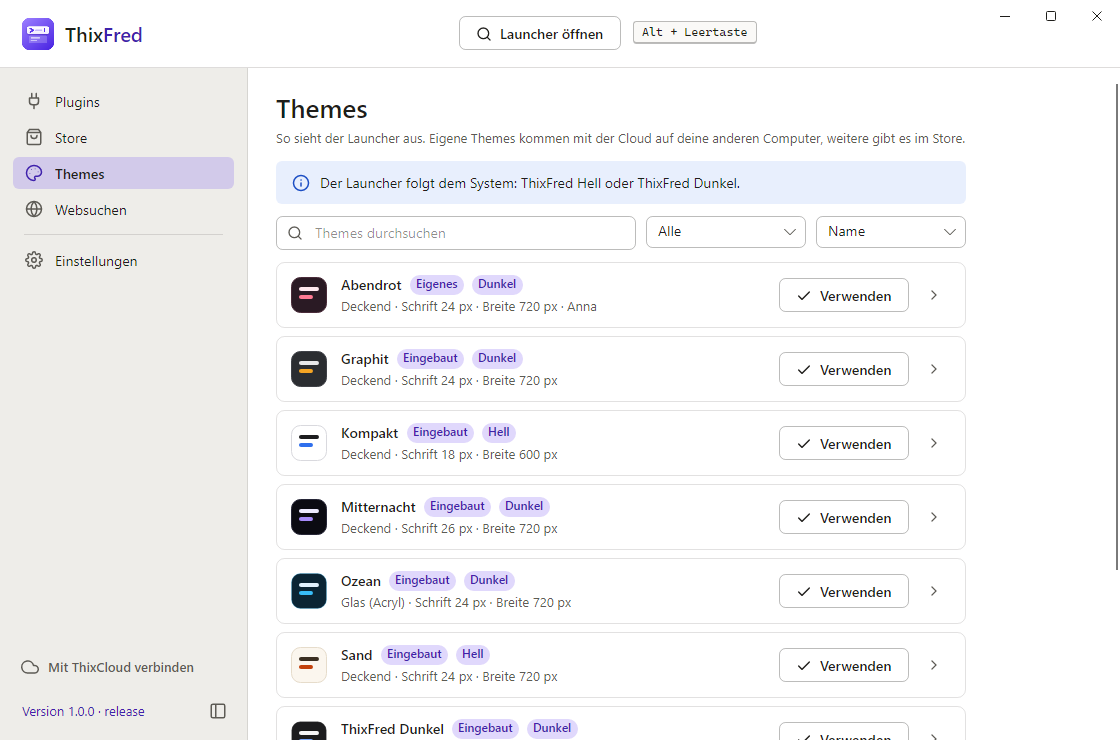 ThixFred
Launcher öffnen
Alt + Leertaste
Plugins
Store
Themes
Websuchen
Einstellungen
Mit ThixCloud verbinden
Version 1.0.0 · release
Themes
So sieht der Launcher aus. Eigene Themes kommen mit der Cloud auf deine anderen Computer, weitere gibt es im Store.
Der Launcher folgt dem System: ThixFred Hell oder ThixFred Dunkel.
Themes durchsuchen
Alle
Name
Abendrot Eigenes Dunkel
Deckend · Schrift 24 px · Breite 720 px · Anna
Verwenden
Graphit Eingebaut Dunkel
Deckend · Schrift 24 px · Breite 720 px
Verwenden
Kompakt Eingebaut Hell
Deckend · Schrift 18 px · Breite 600 px
Verwenden
Mitternacht Eingebaut Dunkel
Deckend · Schrift 26 px · Breite 720 px
Verwenden
Ozean Eingebaut Dunkel
Glas (Acryl) · Schrift 24 px · Breite 720 px
Verwenden
Sand Eingebaut Hell
Deckend · Schrift 24 px · Breite 720 px
Verwenden
ThixFred Dunkel Eingebaut Dunkel
Verwenden